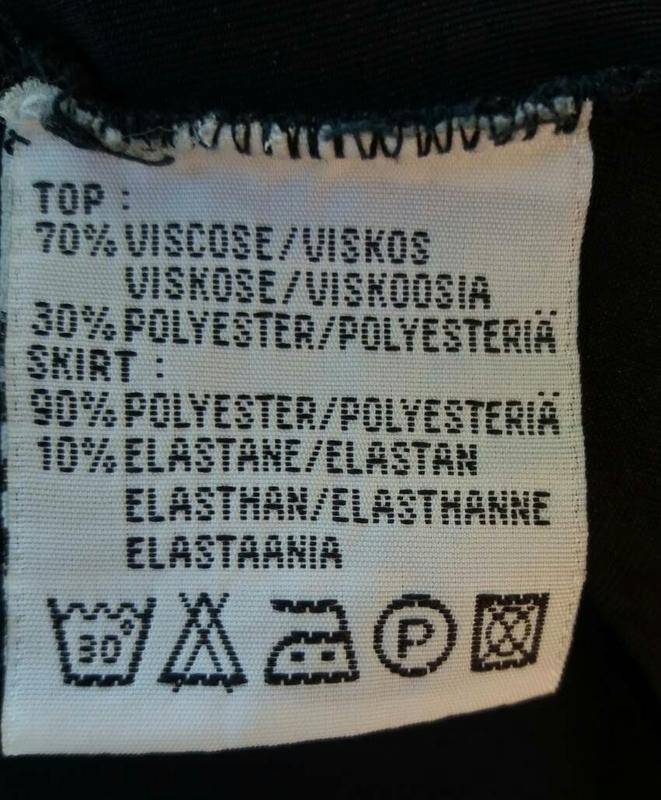 TOP :
70% VISCOSE/VISKOS
VISKOSE/VISKOOSIA
30% POLYESTER/POLYESTERIÄ
SKIRT :
90% POLYESTER/POLYESTERIÄ
10% ELASTANE/ELASTAN
ELASTHAN/ELASTHANNE
ELASTAANIA
30° P